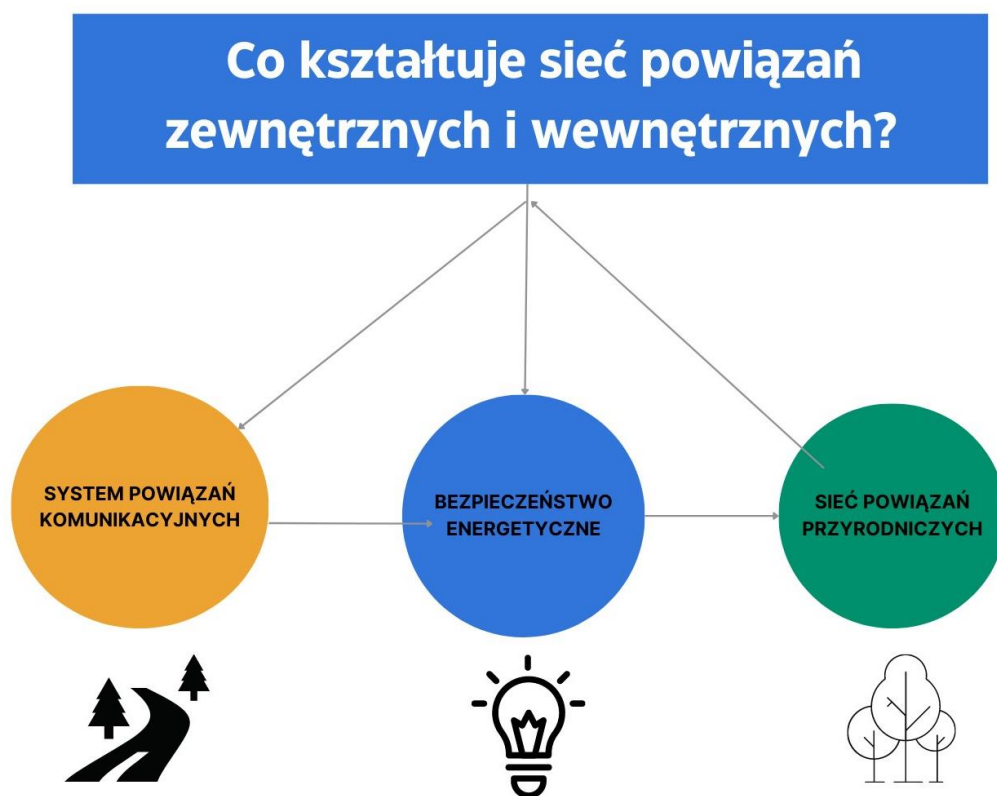 Co kształtuje sieć powiązań
zewnętrznych i wewnętrznych?
SYSTEM POWIĄZAŃ
KOMUNIKACYJNYCH
BEZPIECZEŃSTWO
ENERGETYCZNE
SIEĆ POWIĄZAŃ
PRZYRODNICZYCH